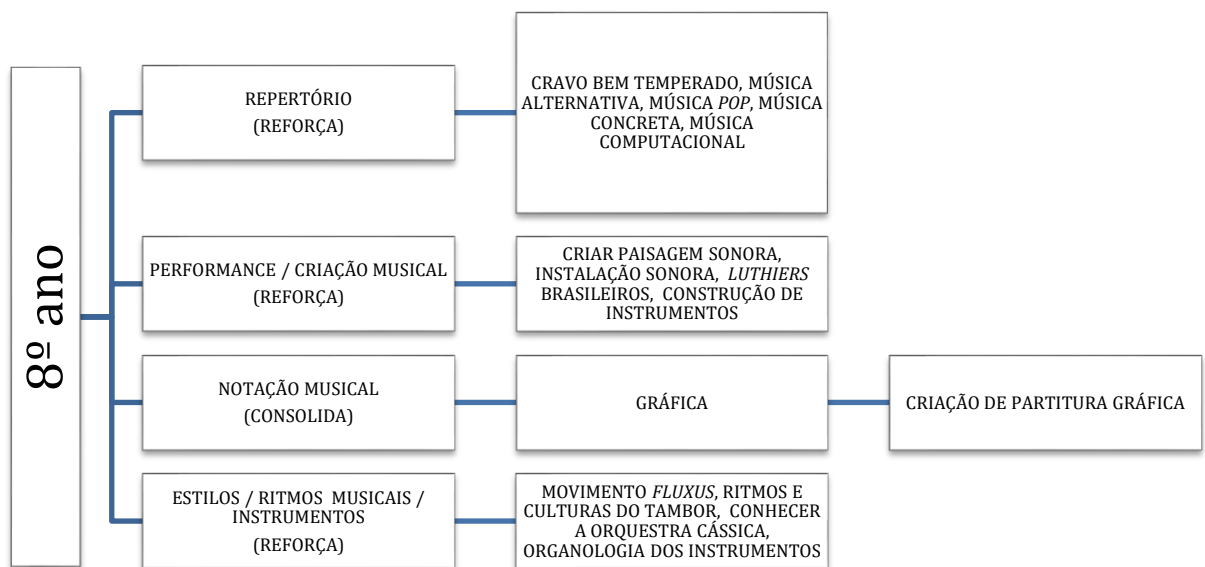 8º ano
REPERTÓRIO
(REFORÇA)
CRAVO BEM TEMPERADO, MÚSICA
ALTERNATIVA, MÚSICA POP, MÚSICA
CONCRETA, MÚSICA
COMPUTACIONAL
PERFORMANCE / CRIAÇÃO MUSICAL
(REFORÇA)
CRIAR PAISAGEM SONORA,
INSTALAÇÃO SONORA, LUTHIERS
BRASILEIROS, CONSTRUÇÃO DE
INSTRUMENTOS
NOTAÇÃO MUSICAL
(CONSOLIDA)
GRÁFICA
CRIAÇÃO DE PARTITURA GRÁFICA
ESTILOS / RITMOS MUSICAIS /
INSTRUMENTOS
(REFORÇA)
MOVIMENTO FLUXUS, RITMOS E
CULTURAS DO TAMBOR, CONHECER
A ORQUESTRA CÁSSICA,
ORGANOLOGIA DOS INSTRUMENTOS